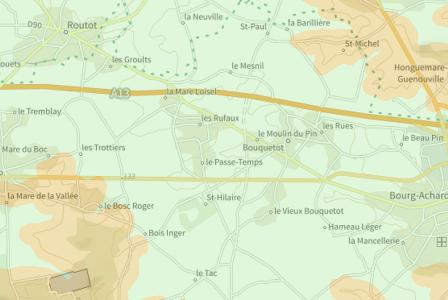 la Neuville
la Barillière
D90
Routot
St-Paul
St-Michel
les Groults
ouets
le Mesnil
Honguemare-
Guenouville
la Mare Loisel
A13
le Tremblay
les Rufaux
les Rues
le Moulin du Pin
le Beau Pin
Mare du Boc
les Trottiers
Bouquetot
le Passe-Temps
133
la Mare de la Vallée
St-Hilaire
Bourg-Achard
le Bosc Roger
le Vieux Bouquetot
Hameau Léger
Bois Inger
la Mancellerie
le Tac